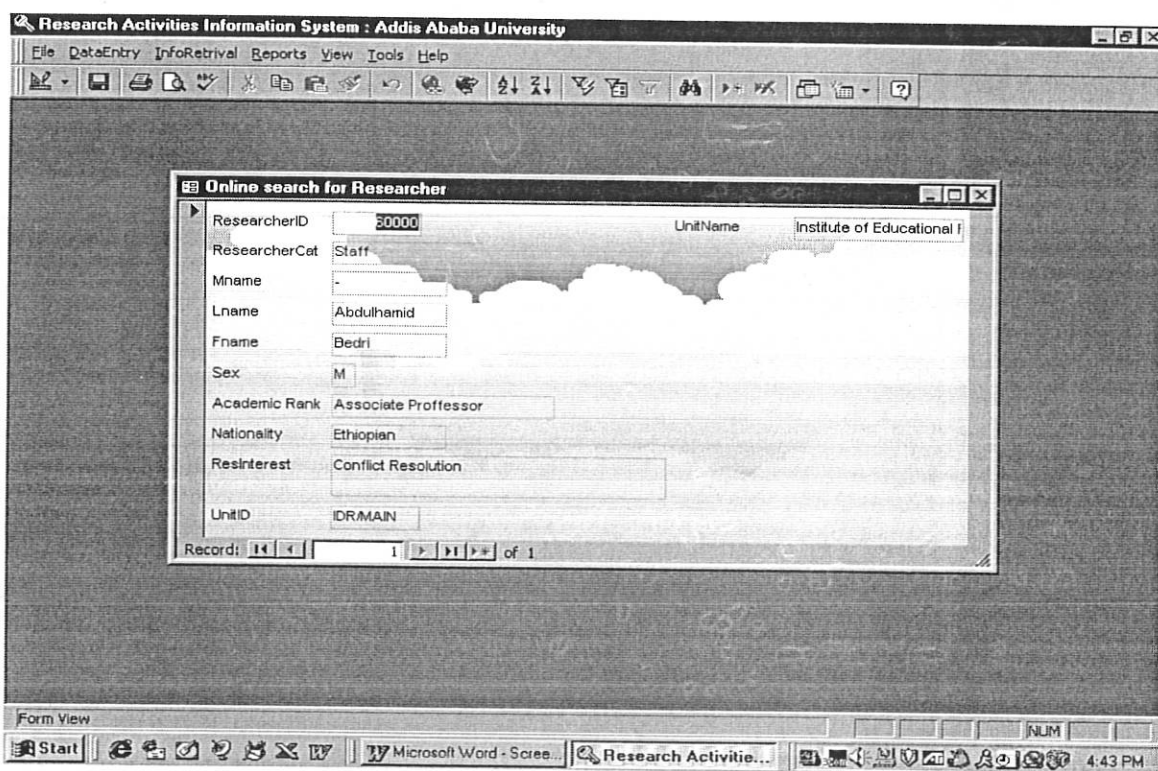 Research Activities Information System : Addis Ababa University
File DataEntry InfoRetrival Reports View Tools Help
Online search for Researcher
ResearcherID 60000 UnitName Institute of Educational
ResearcherCat Staff
Mname -
Lname Abdulhamid
Fname Bedri
Sex M
Academic Rank Associate Proffessor
Nationality Ethiopian
ResInterest Conflict Resolution
UnitID IDR/MAIN
Record: 1 of 1
Form View NUM
Start Microsoft Word - Scree... Research Activitie... 4:43 PM